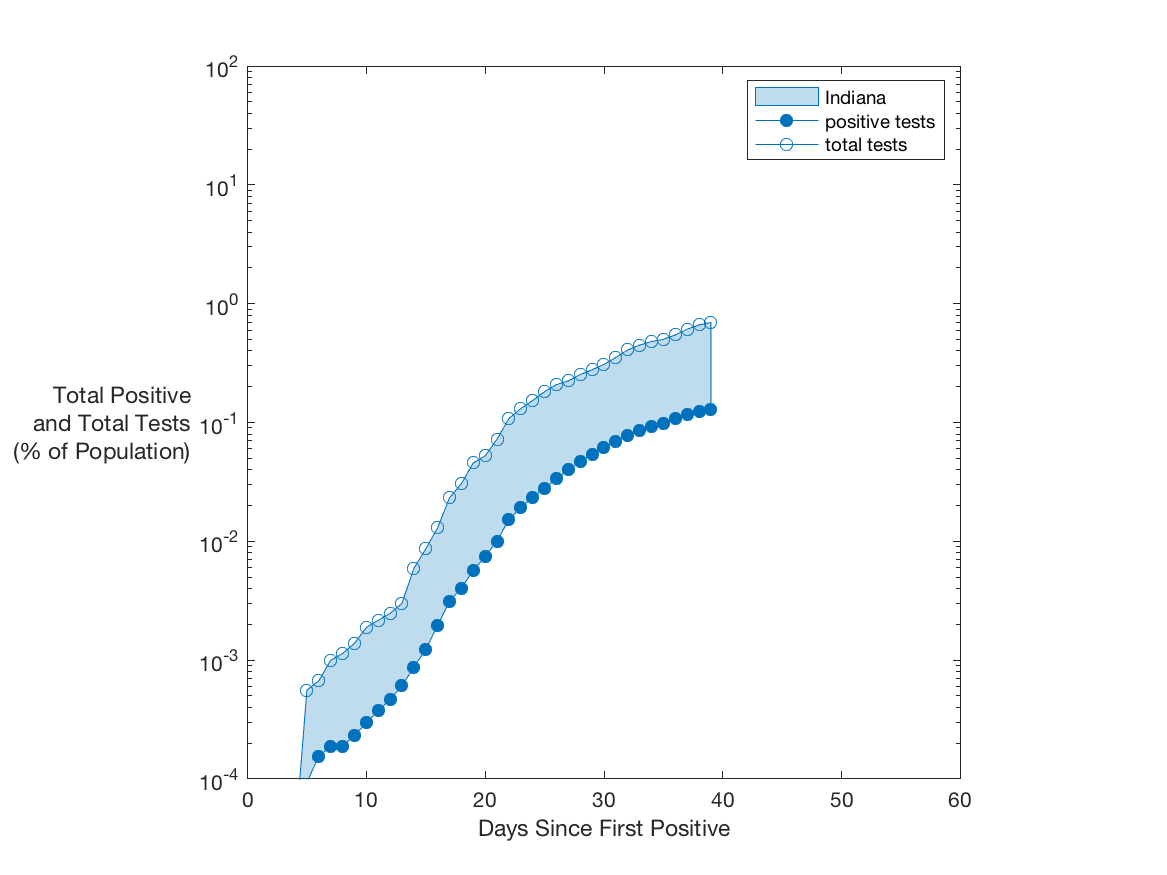 10^2
10^1
10^0
10^-1
10^-2
10^-3
10^-4
Total Positive
and Total Tests
(% of Population)
Indiana
positive tests
total tests
0 10 20 30 40 50 60
Days Since First Positive